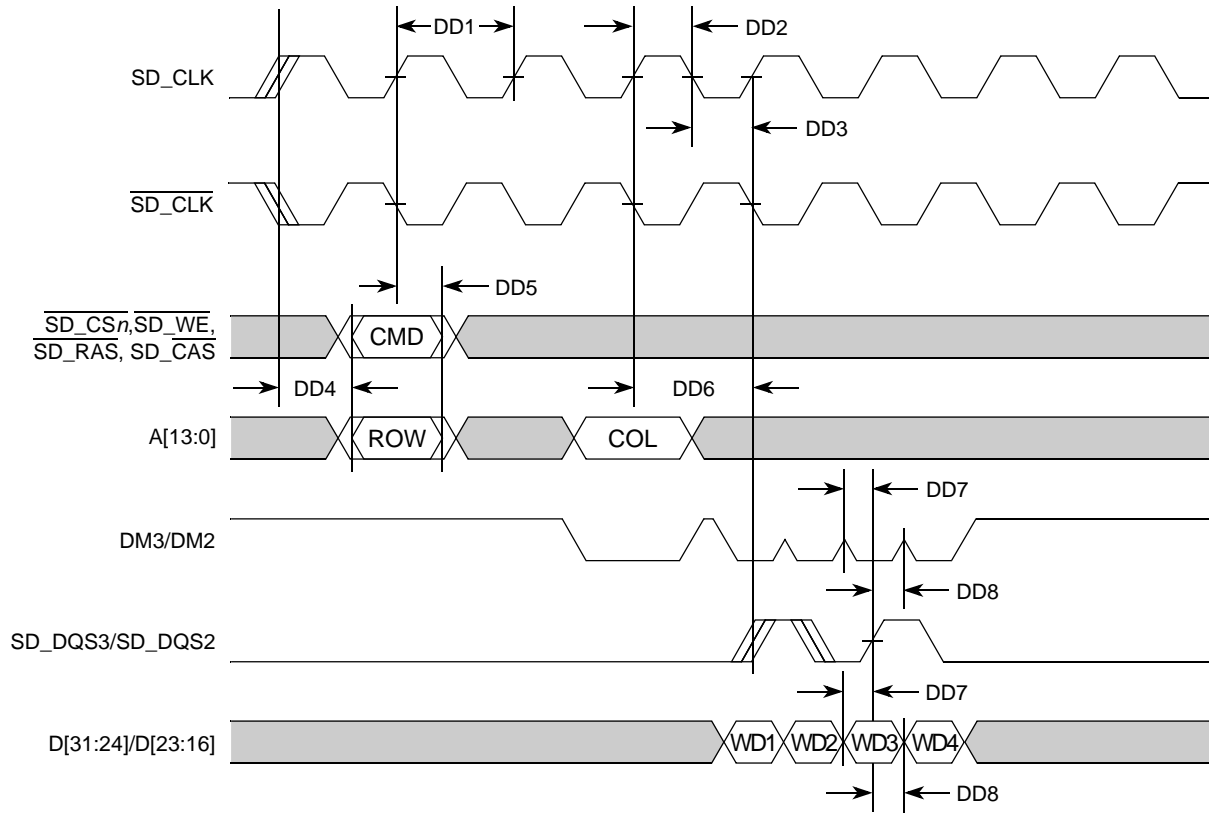 DD1
DD2
SD_CLK
DD3
SD_CLK
DD5
SD_CSn,SD_WE,
SD_RAS, SD_CAS
CMD
DD4
DD6
A[13:0]
ROW
COL
DD7
DM3/DM2
DD8
SD_DQS3/SD_DQS2
DD7
D[31:24]/D[23:16]
WD1
WD2
WD3
WD4
DD8